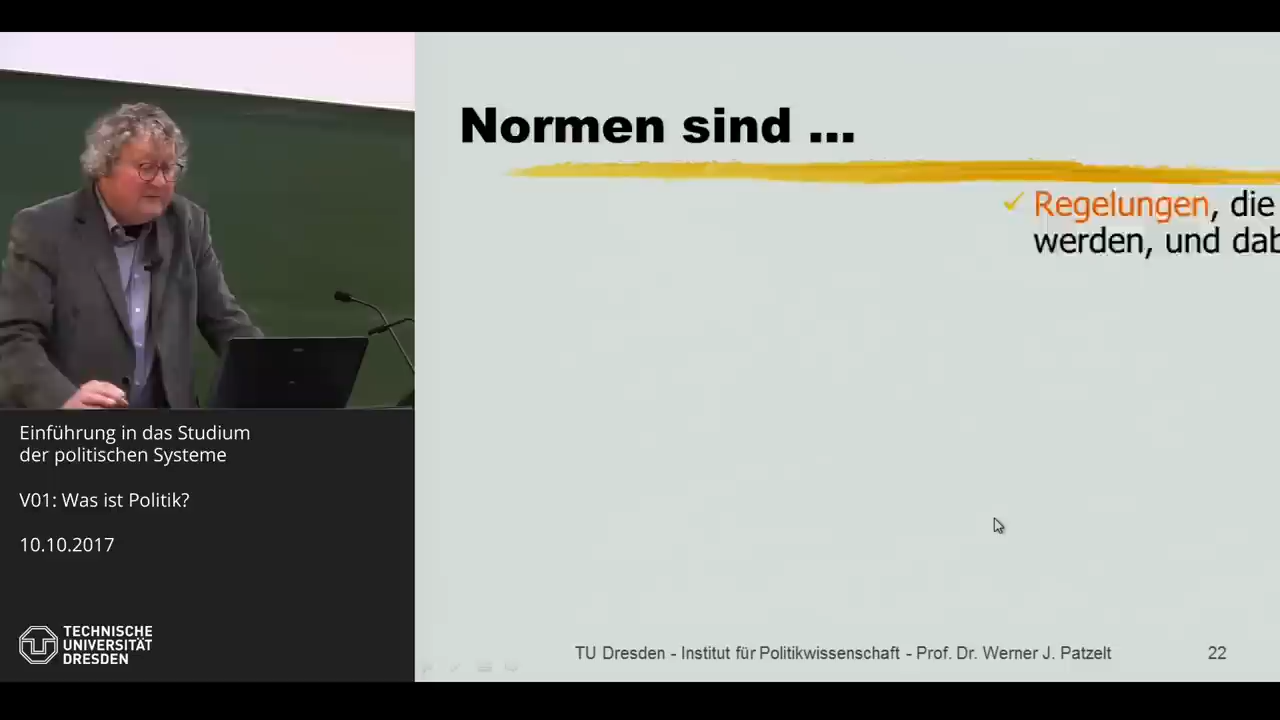 Normen sind ...
✓ Regelungen, die
werden, und dab
Einführung in das Studium
der politischen Systeme
V01: Was ist Politik?
10.10.2017
TECHNISCHE
UNIVERSITÄT
DRESDEN
TU Dresden - Institut für Politikwissenschaft - Prof. Dr. Werner J. Patzelt
22